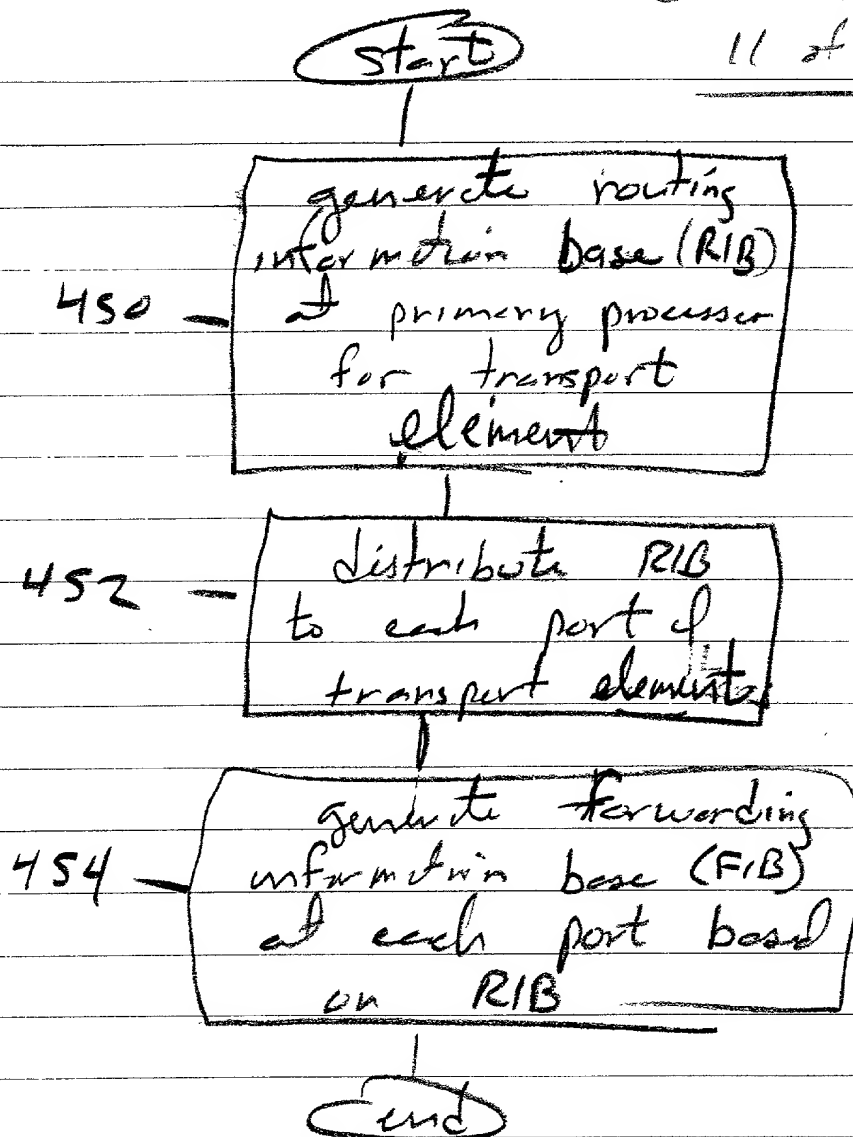 start
11 of
generate routing
information base (RIB)
450 - at primary processor
for transport
element
distribute RIB
452 - to each port of
transport element
generate forwarding
454 - information base (FIB)
at each port based
on RIB
end